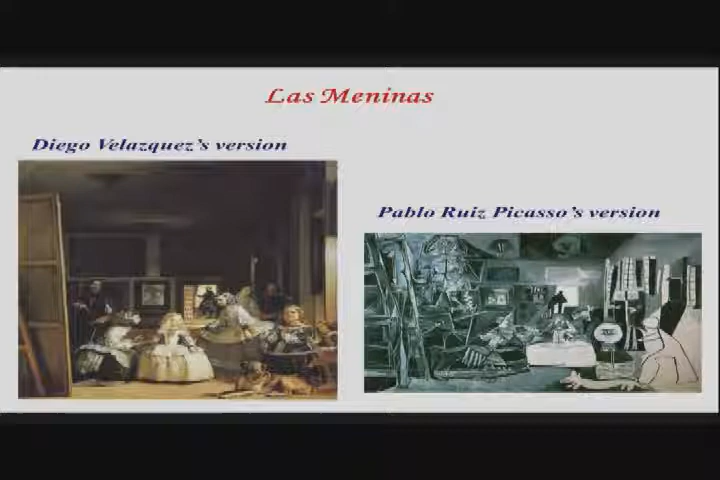 Las Meninas
Diego Velazquez's version
Pablo Ruiz Picasso's version